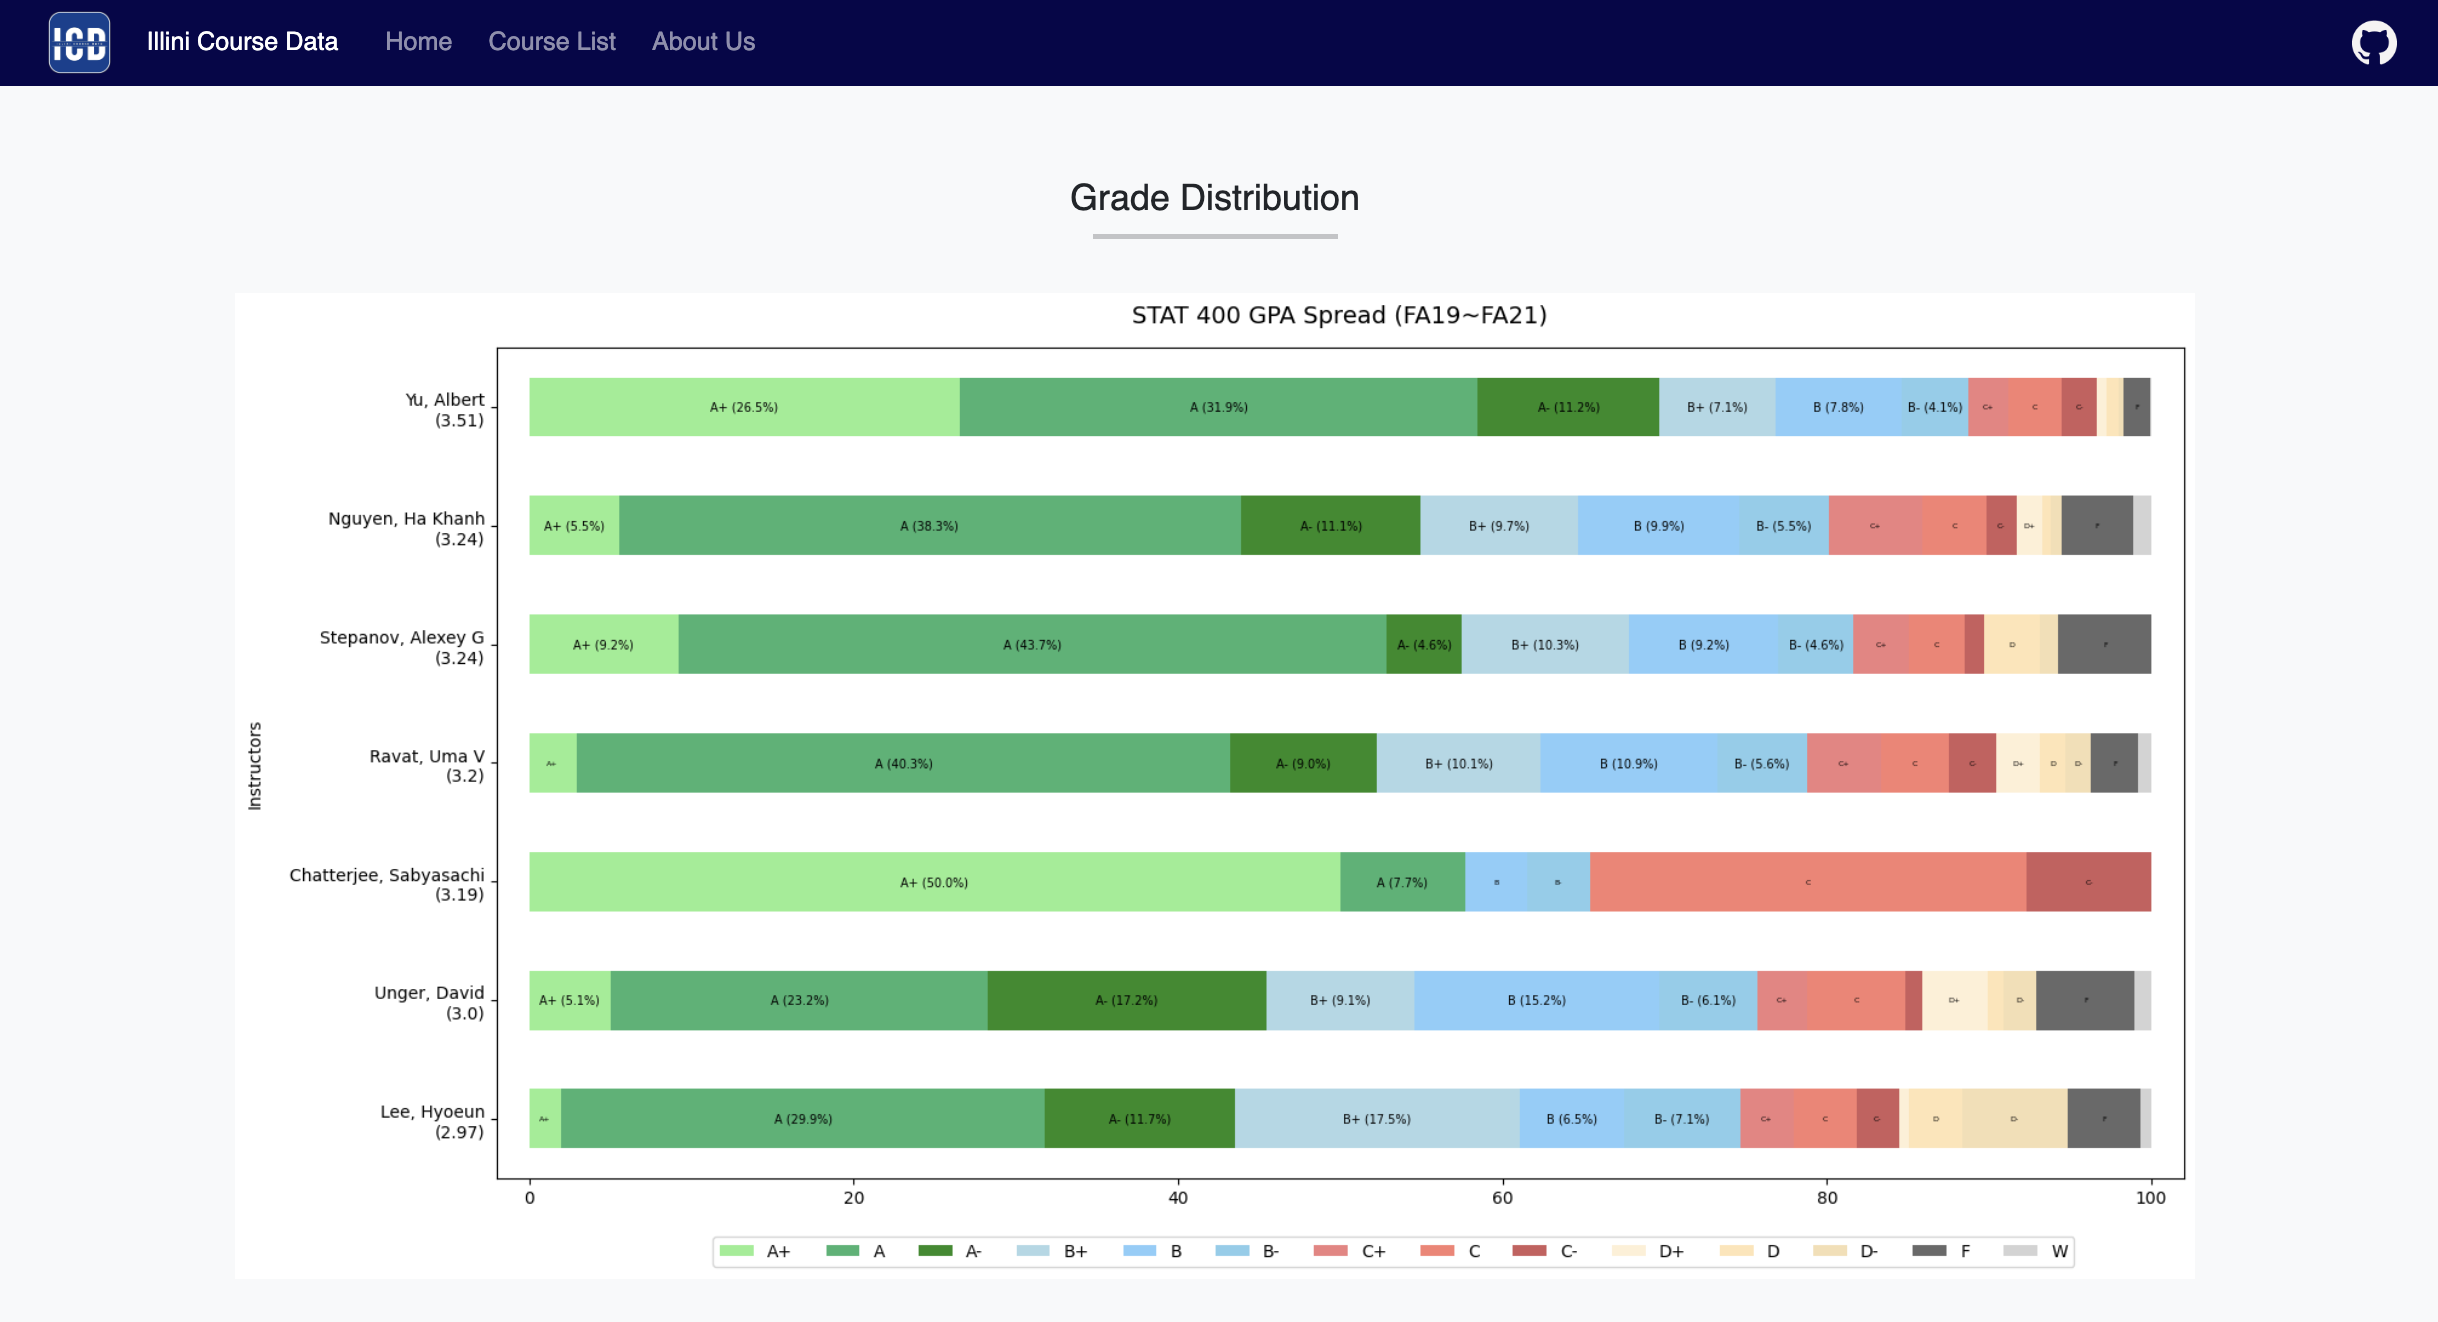 ICD Illini Course Data Home Course List About Us
Grade Distribution
STAT 400 GPA Spread (FA19~FA21)
Instructors
Yu, Albert
(3.51)
A+ (26.5%) A (31.9%) A- (11.2%) B+ (7.1%) B (7.8%) B- (4.1%) C+ C C- F
Nguyen, Ha Khanh
(3.24)
A+ (5.5%) A (38.3%) A- (11.1%) B+ (9.7%) B (9.9%) B- (5.5%) C+ C C- D+ F
Stepanov, Alexey G
(3.24)
A+ (9.2%) A (43.7%) A- (4.6%) B+ (10.3%) B (9.2%) B- (4.6%) C+ C D F
Ravat, Uma V
(3.2)
A+ A (40.3%) A- (9.0%) B+ (10.1%) B (10.9%) B- (5.6%) C+ C C- D+ D D- F
Chatterjee, Sabyasachi
(3.19)
A+ (50.0%) A (7.7%) B B- C C-
Unger, David
(3.0)
A+ (5.1%) A (23.2%) A- (17.2%) B+ (9.1%) B (15.2%) B- (6.1%) C+ C D+ D- F
Lee, Hyoeun
(2.97)
A+ A (29.9%) A- (11.7%) B+ (17.5%) B (6.5%) B- (7.1%) C+ C C- D D- F
0 20 40 60 80 100
A+ A A- B+ B B- C+ C C- D+ D D- F W